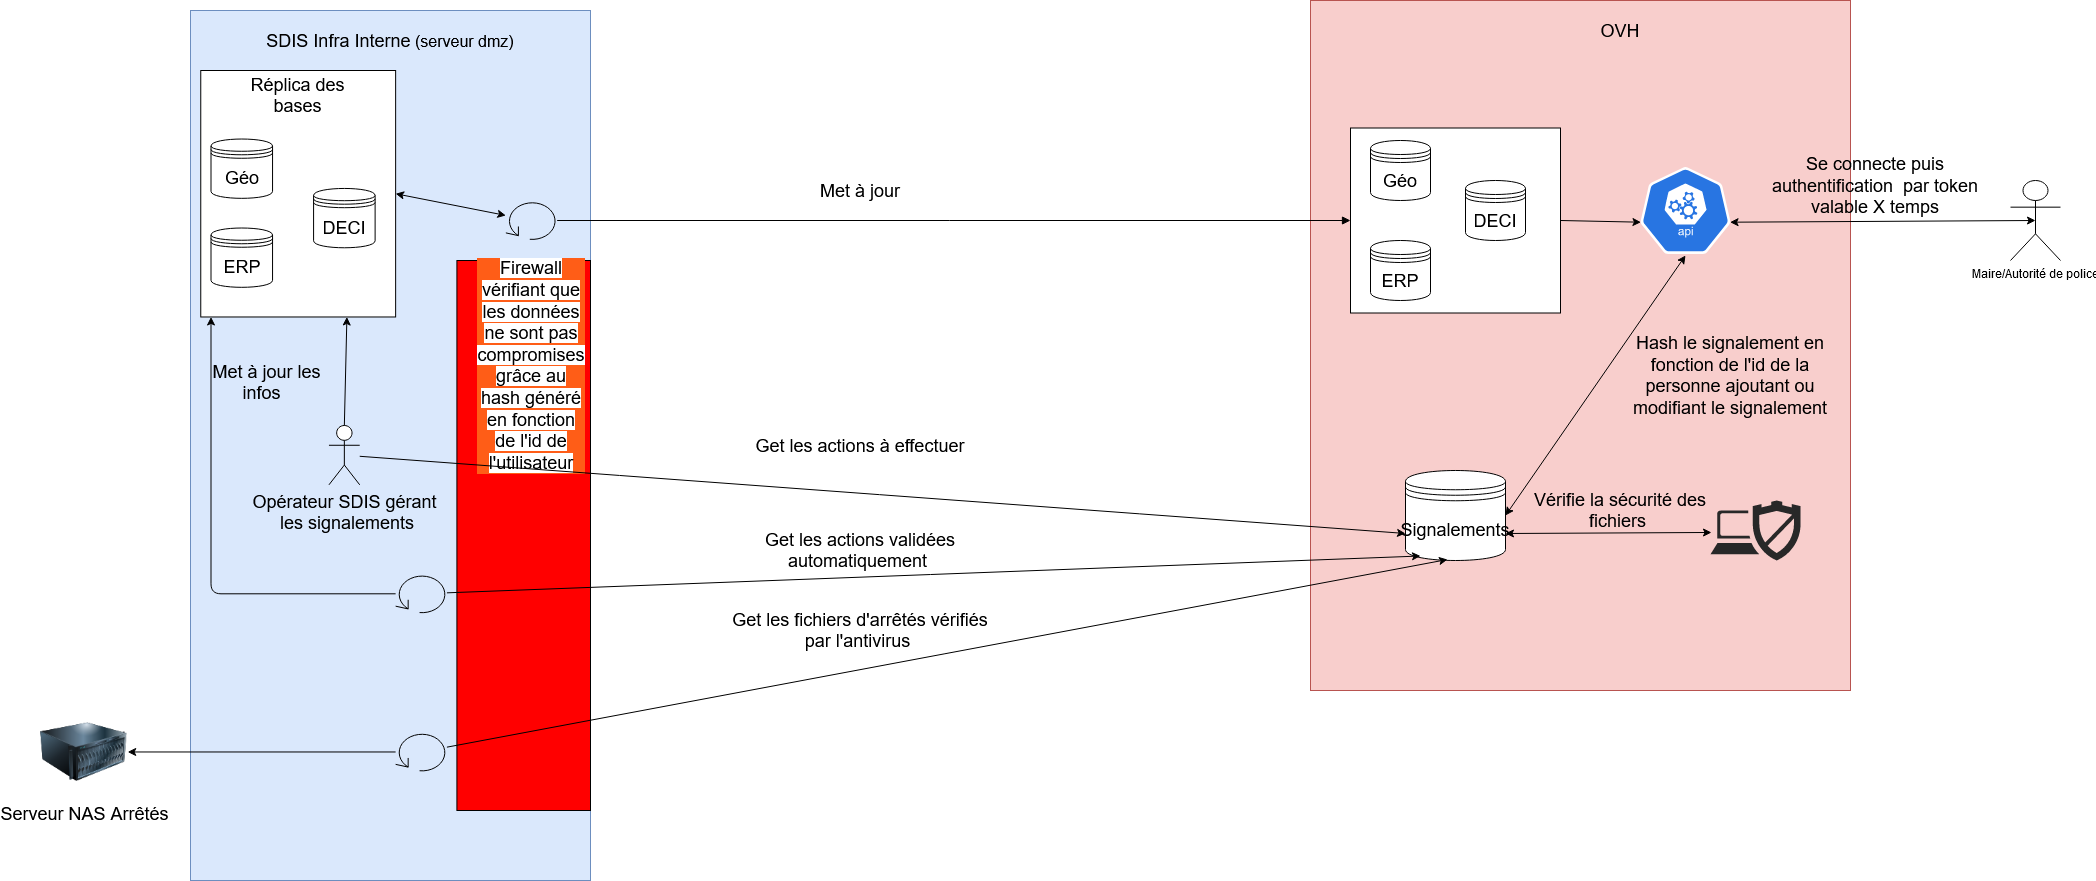 SDIS Infra Interne (serveur dmz)
Réplica des
bases
Géo
DECI
ERP
Met à jour les
infos
Opérateur SDIS gérant
les signalements
Firewall
vérifiant que
les données
ne sont pas
compromises
grâce au
hash généré
en fonction
de l'id de
l'utilisateur
Serveur NAS Arrêtés
Met à jour
Get les actions à effectuer
Get les actions validées
automatiquement
Get les fichiers d'arrêtés vérifiés
par l'antivirus
OVH
Géo
DECI
ERP
api
Se connecte puis
authentification par token
valable X temps
Maire/Autorité de police
Hash le signalement en
fonction de l'id de la
personne ajoutant ou
modifiant le signalement
Signalements
Vérifie la sécurité des
fichiers